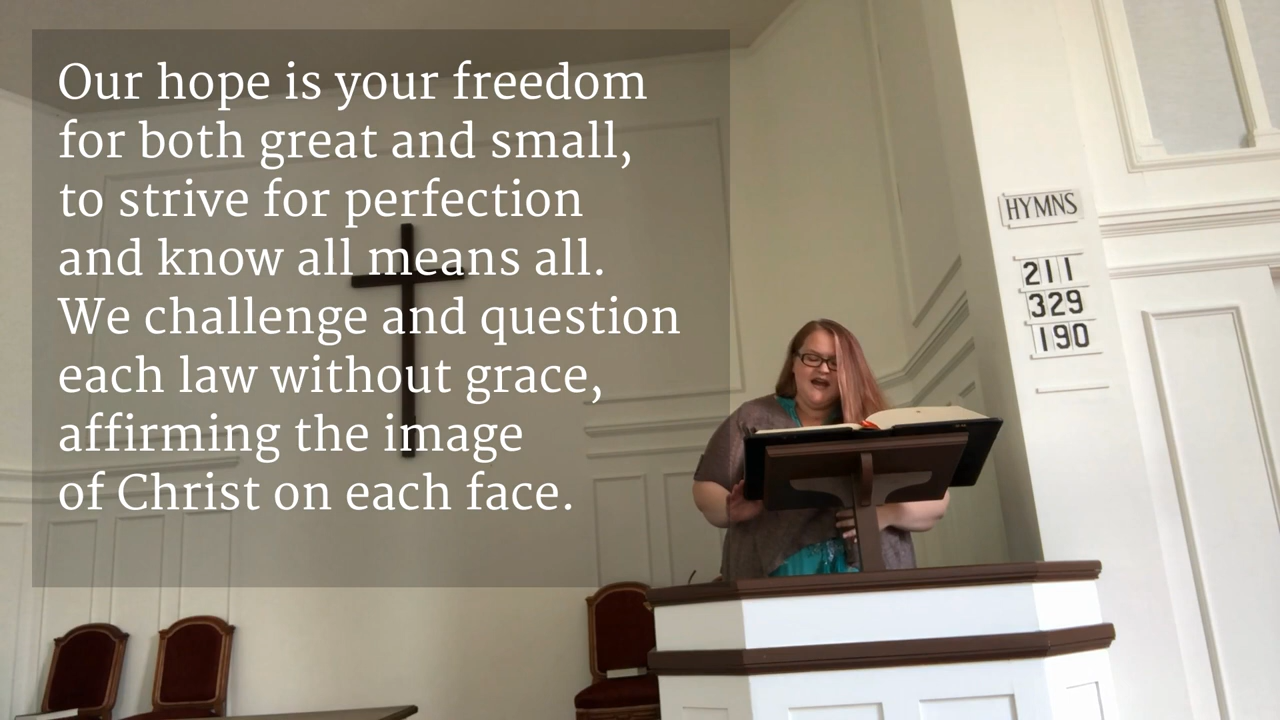 Our hope is your freedom
for both great and small,
to strive for perfection
and know all means all.
We challenge and question
each law without grace,
affirming the image
of Christ on each face.
HYMNS
211
329
190